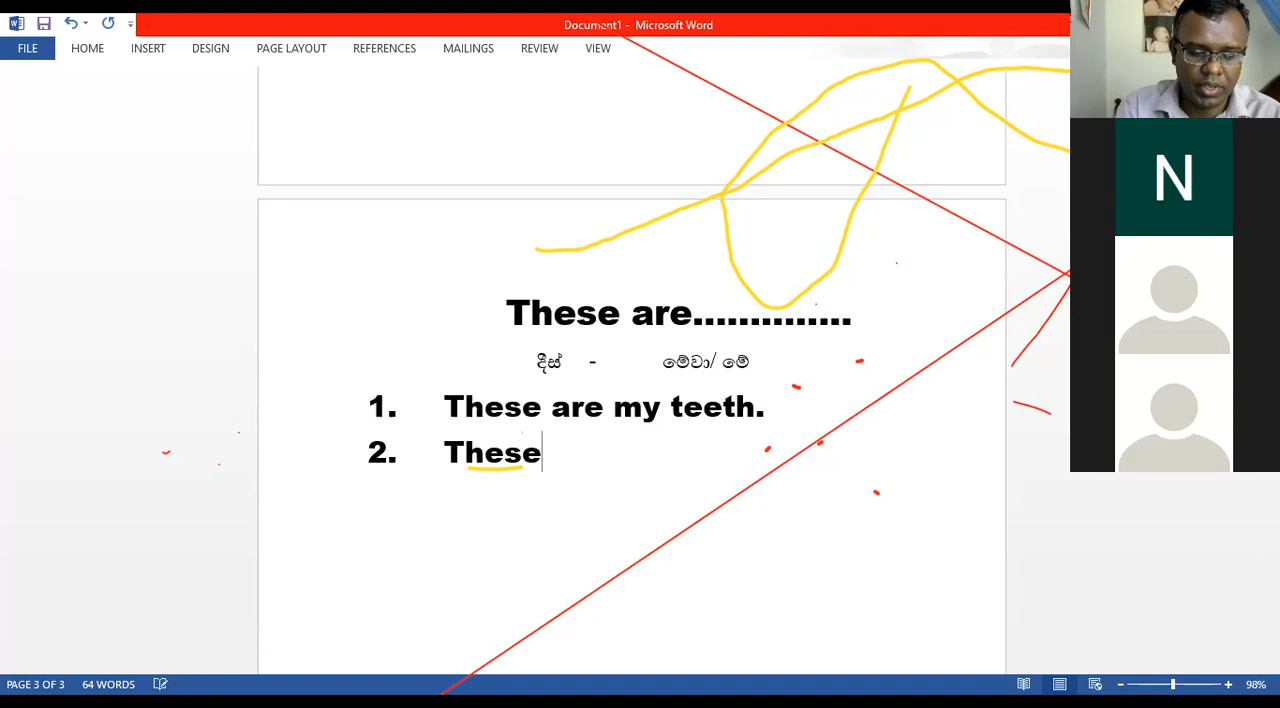 Document1 - Microsoft Word
FILE HOME INSERT DESIGN PAGE LAYOUT REFERENCES MAILINGS REVIEW VIEW
N
These are..............
දීස් - මේවා/ මේ
1. These are my teeth.
2. These
PAGE 3 OF 3 64 WORDS 98%